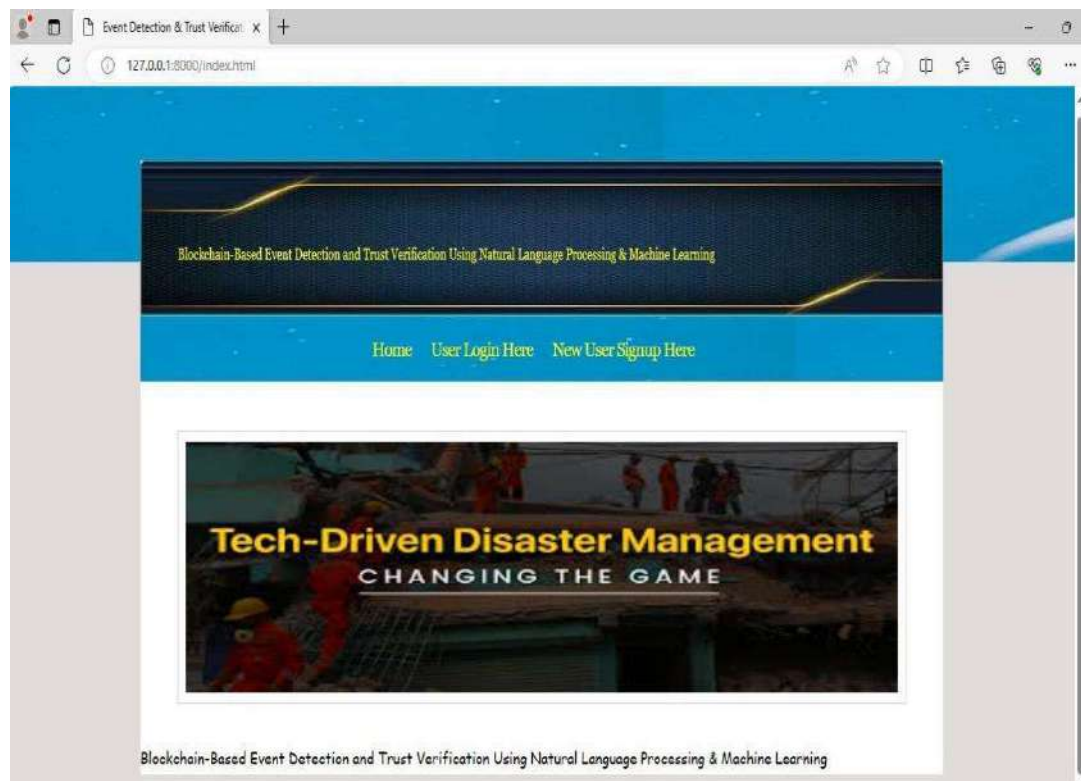 Event Detection & Trust Verificat
127.0.0.1:8000/index.html
Blockchain-Based Event Detection and Trust Verification Using Natural Language Processing & Machine Learning
Home User Login Here New User Signup Here
Tech-Driven Disaster Management
CHANGING THE GAME
Blockchain-Based Event Detection and Trust Verification Using Natural Language Processing & Machine Learning